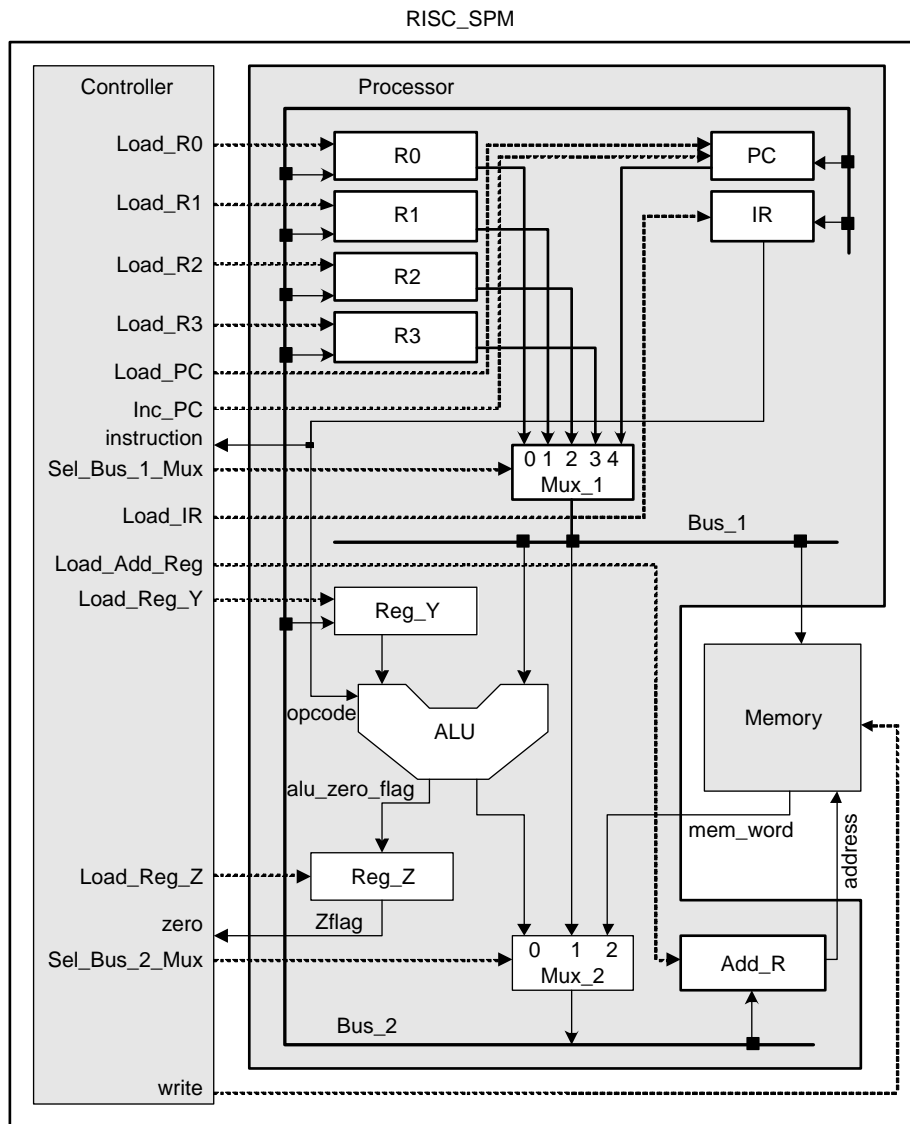 RISC_SPM
Controller
Processor
Load_R0
R0
PC
Load_R1
R1
IR
Load_R2
R2
Load_R3
R3
Load_PC
Inc_PC
instruction
Sel_Bus_1_Mux
0 1 2 3 4
Mux_1
Load_IR
Bus_1
Load_Add_Reg
Load_Reg_Y
Reg_Y
opcode
ALU
Memory
alu_zero_flag
mem_word
address
Load_Reg_Z
Reg_Z
zero
Zflag
Sel_Bus_2_Mux
0 1 2
Mux_2
Add_R
Bus_2
write